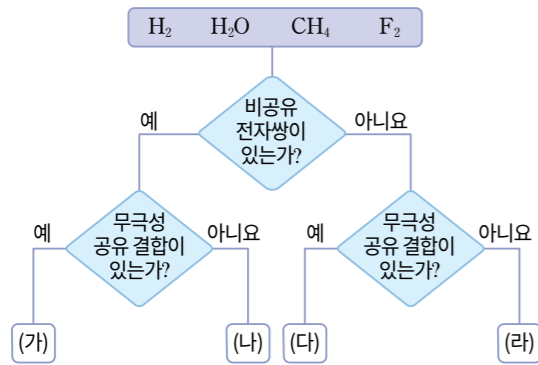 H₂ H₂O CH₄ F₂
비공유
전자쌍이
있는가?
예
아니요
무극성
공유 결합이
있는가?
예
아니요
무극성
공유 결합이
있는가?
예
아니요
(가)
(나)
(다)
(라)